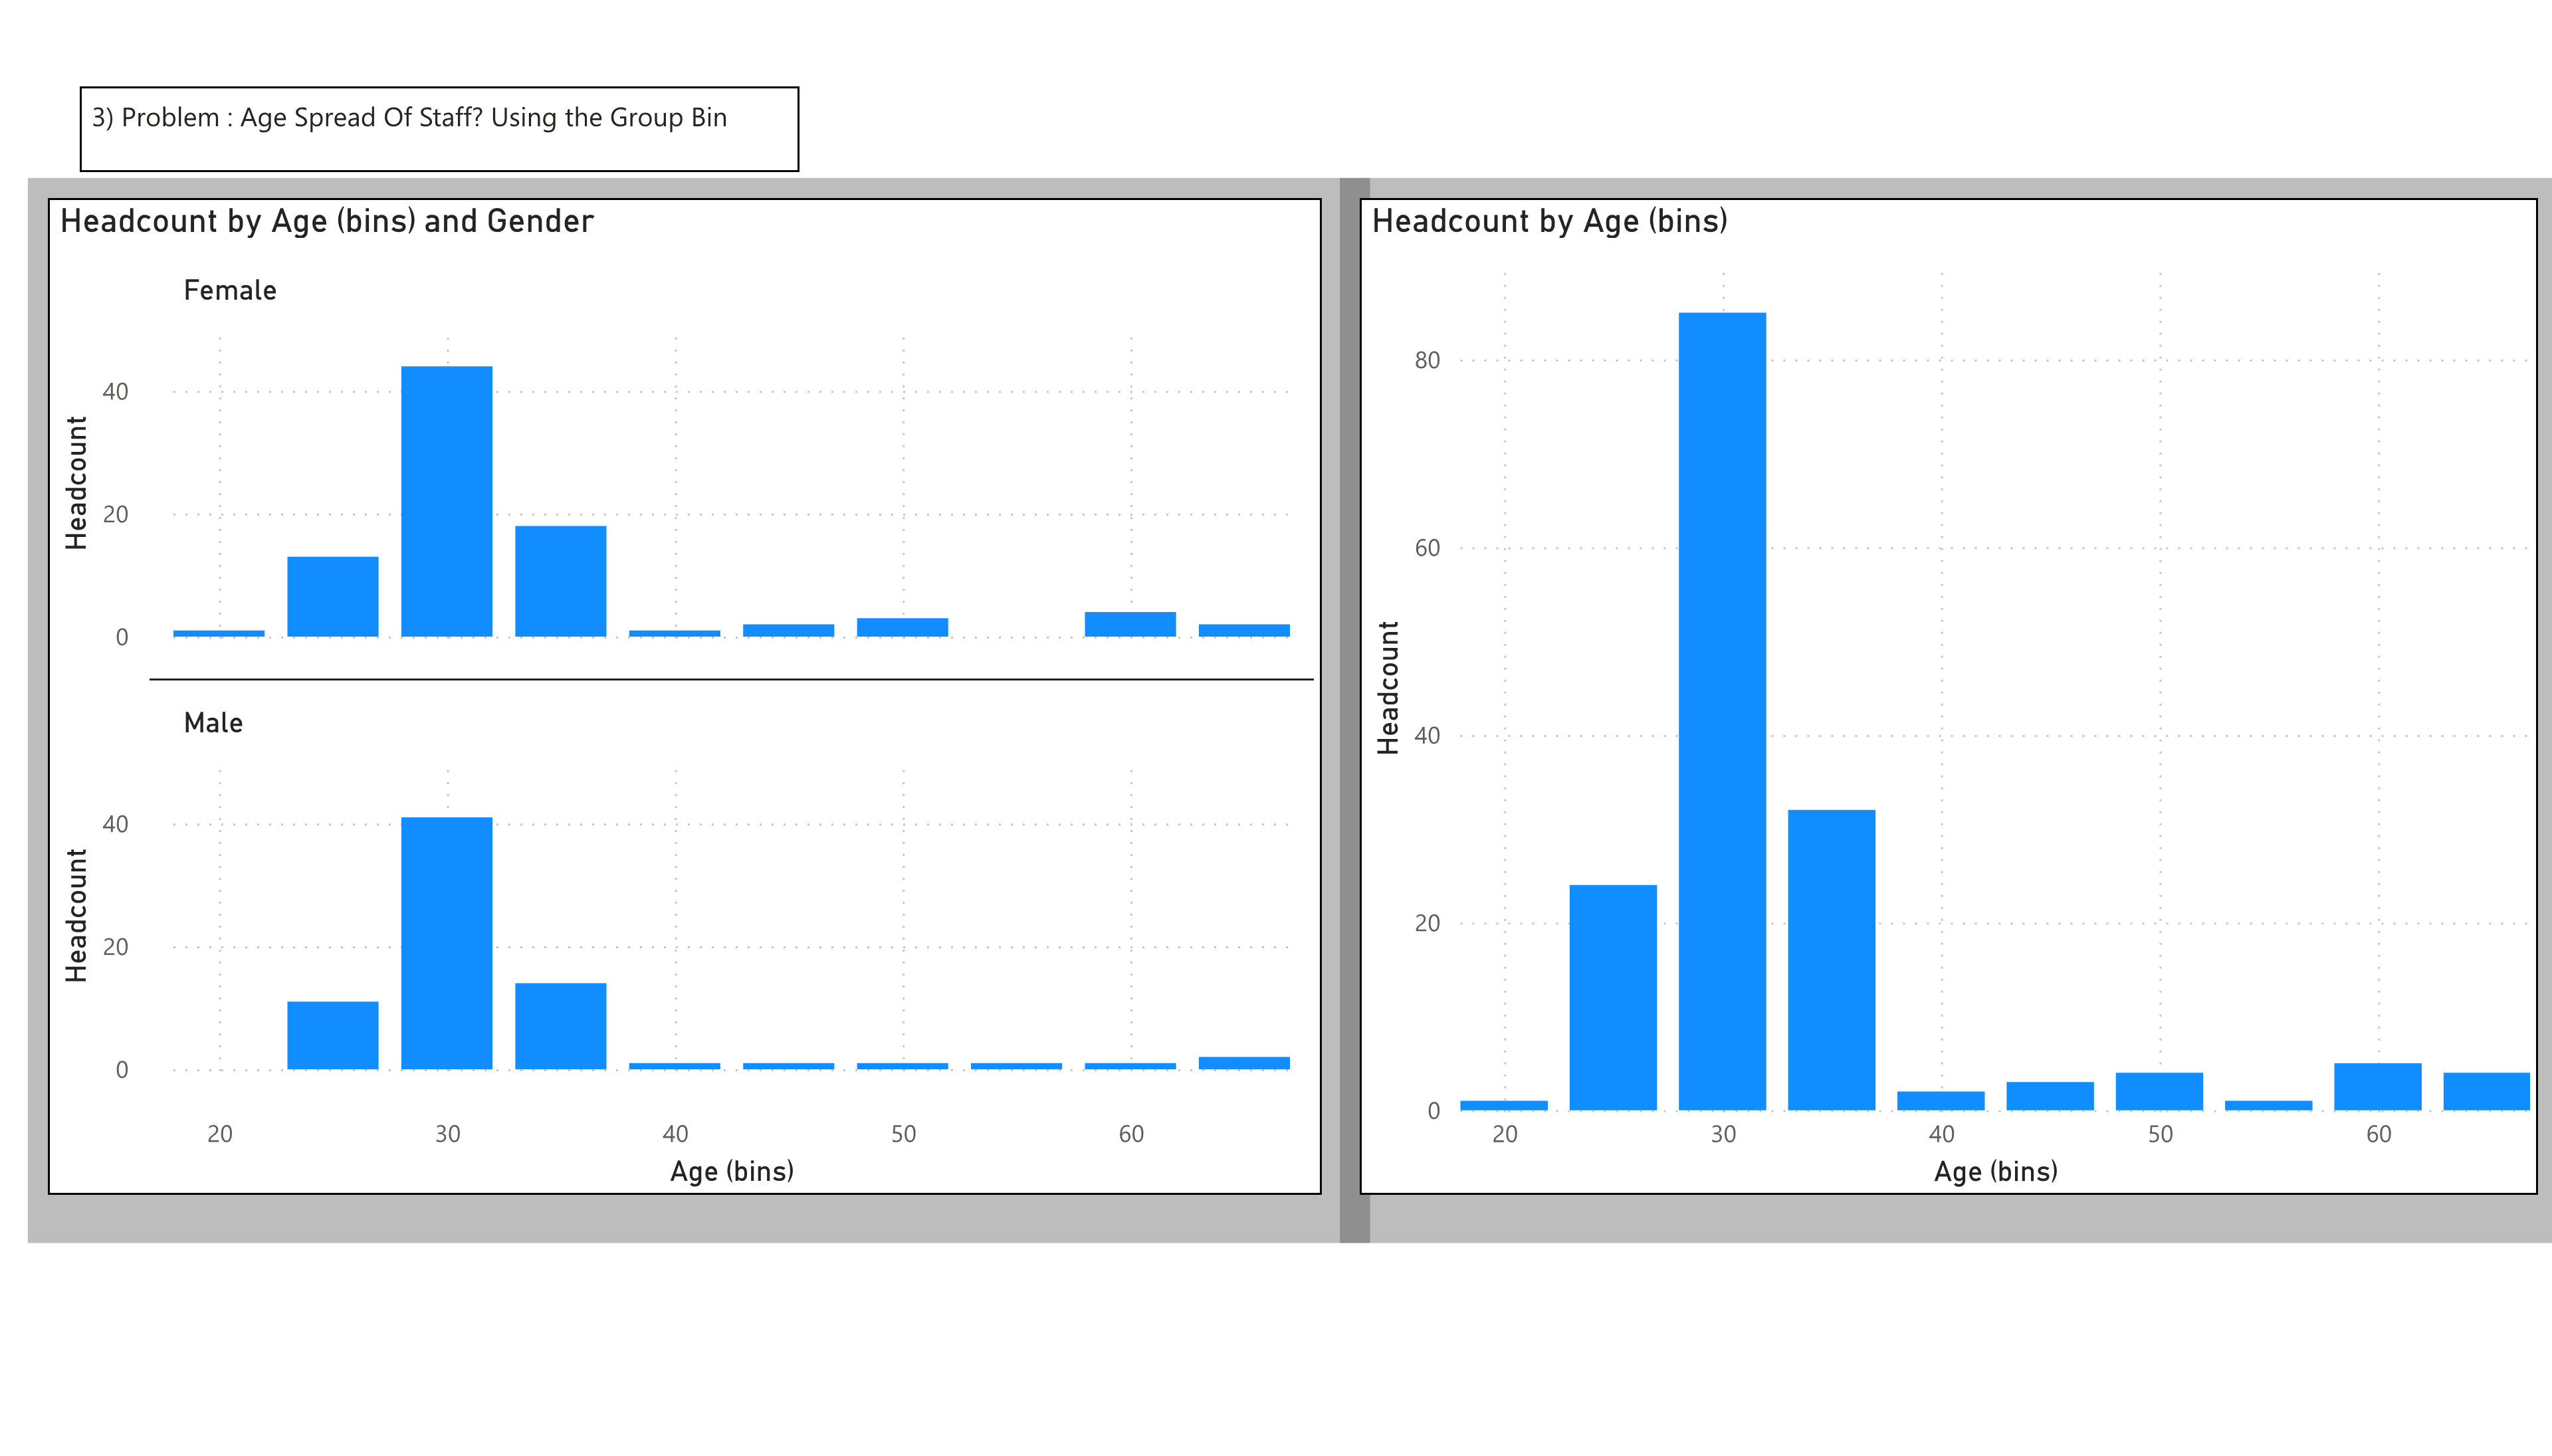 3) Problem : Age Spread Of Staff? Using the Group Bin
Headcount by Age (bins) and Gender
Female
Headcount
40
20
0
Male
Headcount
40
20
0
20 30 40 50 60
Age (bins)
Headcount by Age (bins)
Headcount
80
60
40
20
0
20 30 40 50 60
Age (bins)